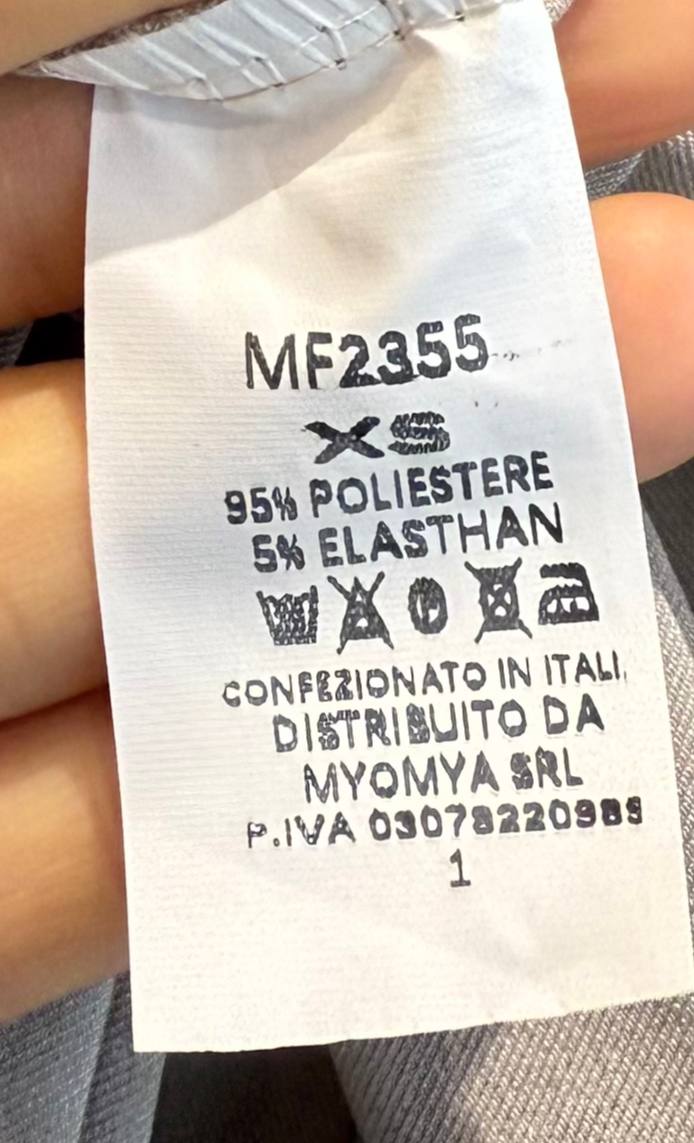 MF2355
XS
95% POLIESTERE
5% ELASTHAN
CONFEZIONATO IN ITALI
DISTRIBUITO DA
MYOMYA SRL
P.IVA 03078220989
1